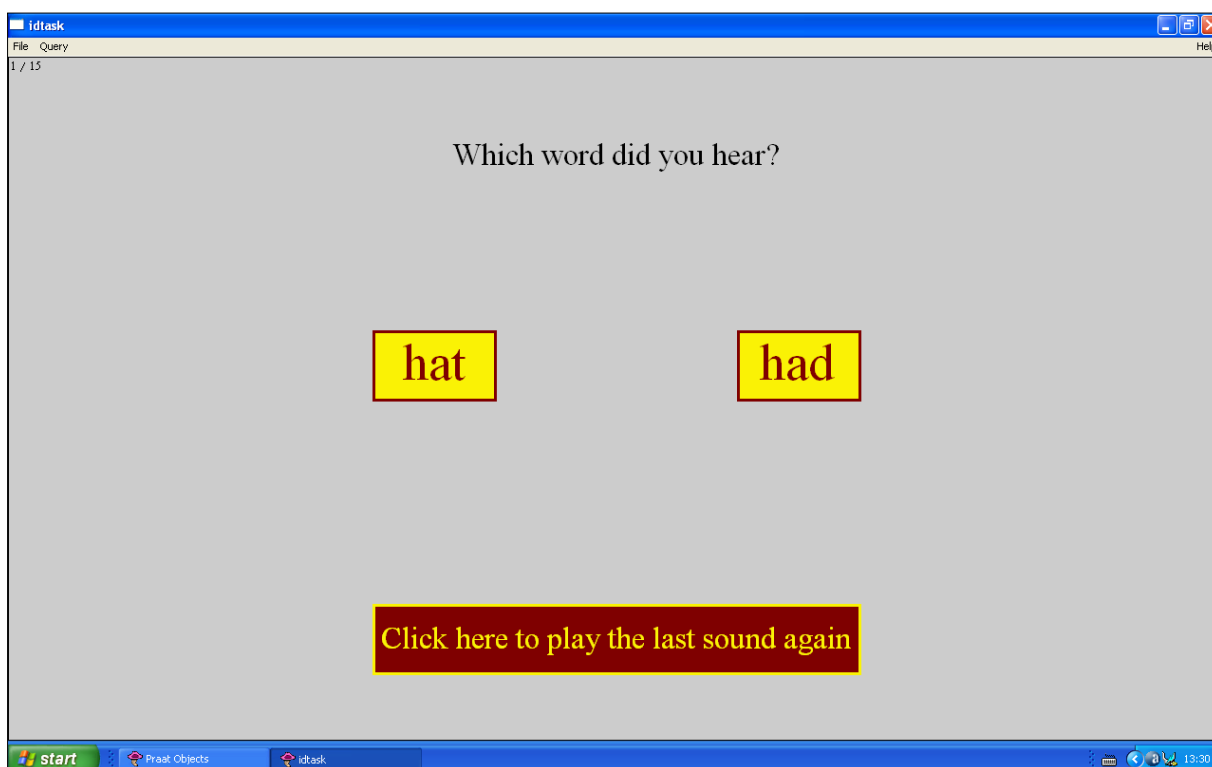 idtask
File Query Help
1 / 15
Which word did you hear?
hat had
Click here to play the last sound again
start Praat Objects idtask 13:30